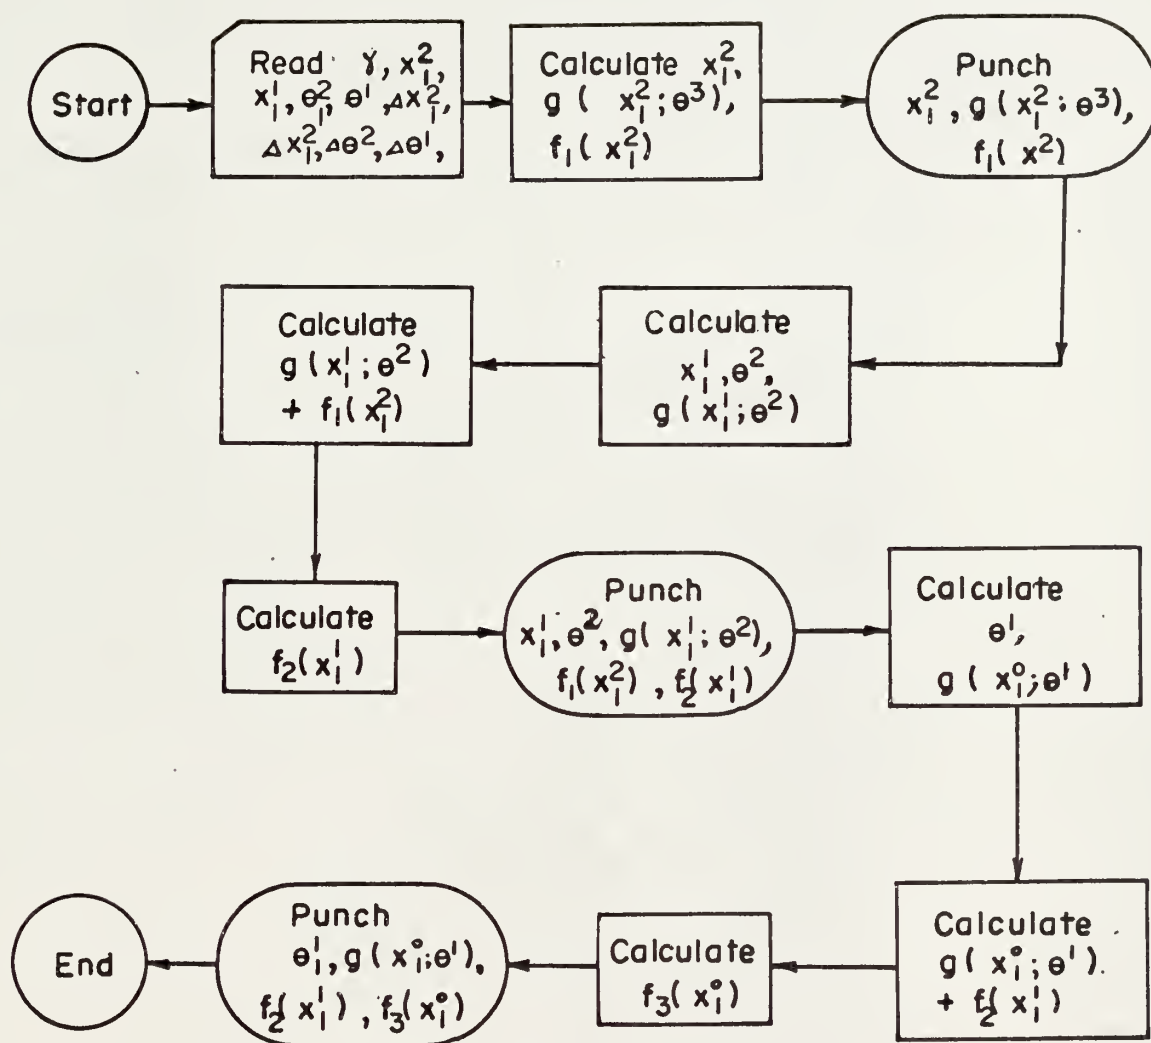 Start
Read γ, x₁²,
x₁¹, θ₁², θ¹, Δx₁²,
Δx₁², Δθ², Δθ¹,
Calculate x₁²,
g ( x₁²; θ³),
f₁( x₁²)
Punch
x₁², g ( x₁²; θ³),
f₁( x²)
Calculate
x₁¹, θ²,
g ( x₁¹; θ²)
Calculate
g ( x₁¹; θ²)
+ f₁(x₁²)
Calculate
f₂(x₁¹)
Punch
x₁¹, θ², g( x₁¹; θ²),
f₁(x₁²) , f₂( x₁¹)
Calculate
θ¹,
g ( x₁⁰; θ¹)
Calculate
g ( x₁⁰; θ¹).
+ f₂( x₁¹)
Calculate
f₃( x₁⁰)
Punch
θ₁¹, g ( x₁⁰; θ¹),
f₂( x₁¹) , f₃(x₁⁰)
End